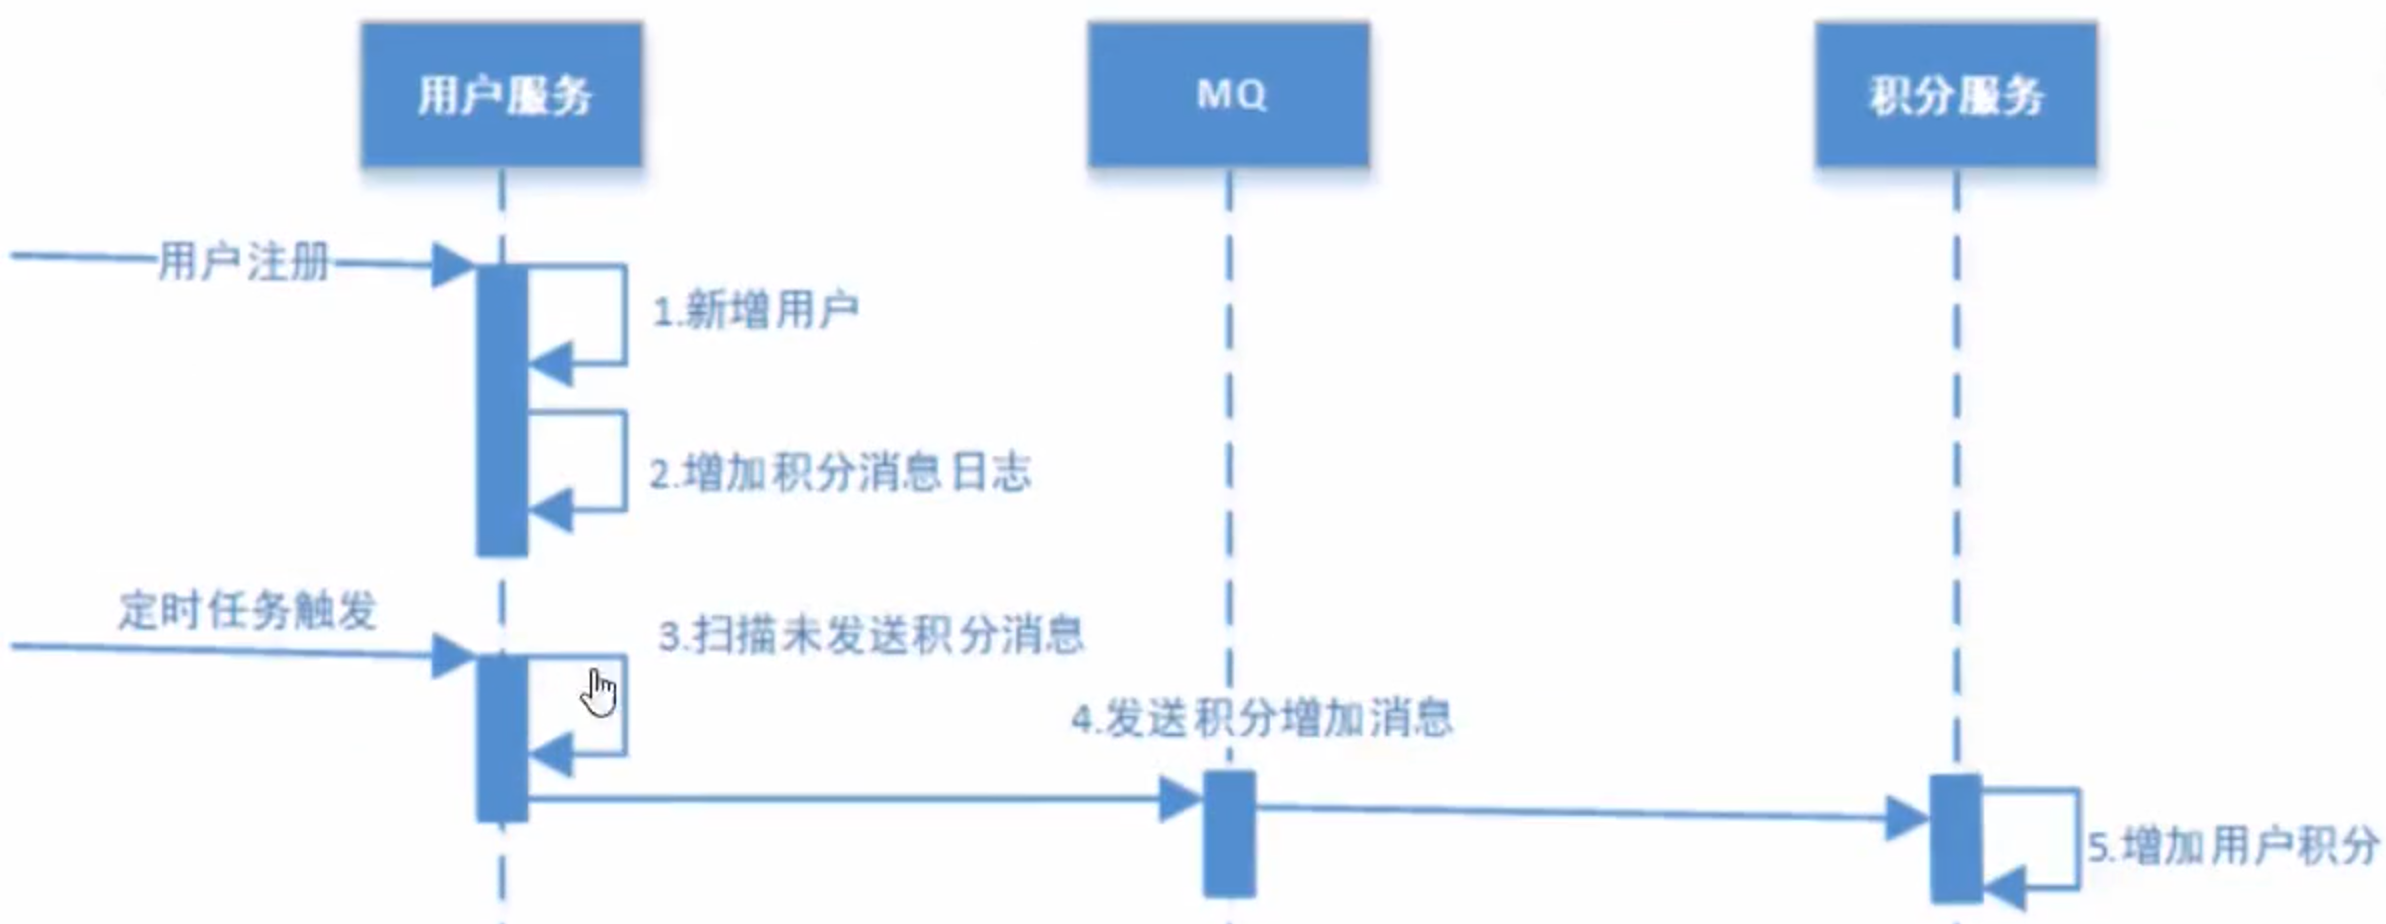 用户服务
MQ
积分服务
用户注册
1.新增用户
2.增加积分消息日志
定时任务触发
3.扫描未发送积分消息
4.发送积分增加消息
5.增加用户积分